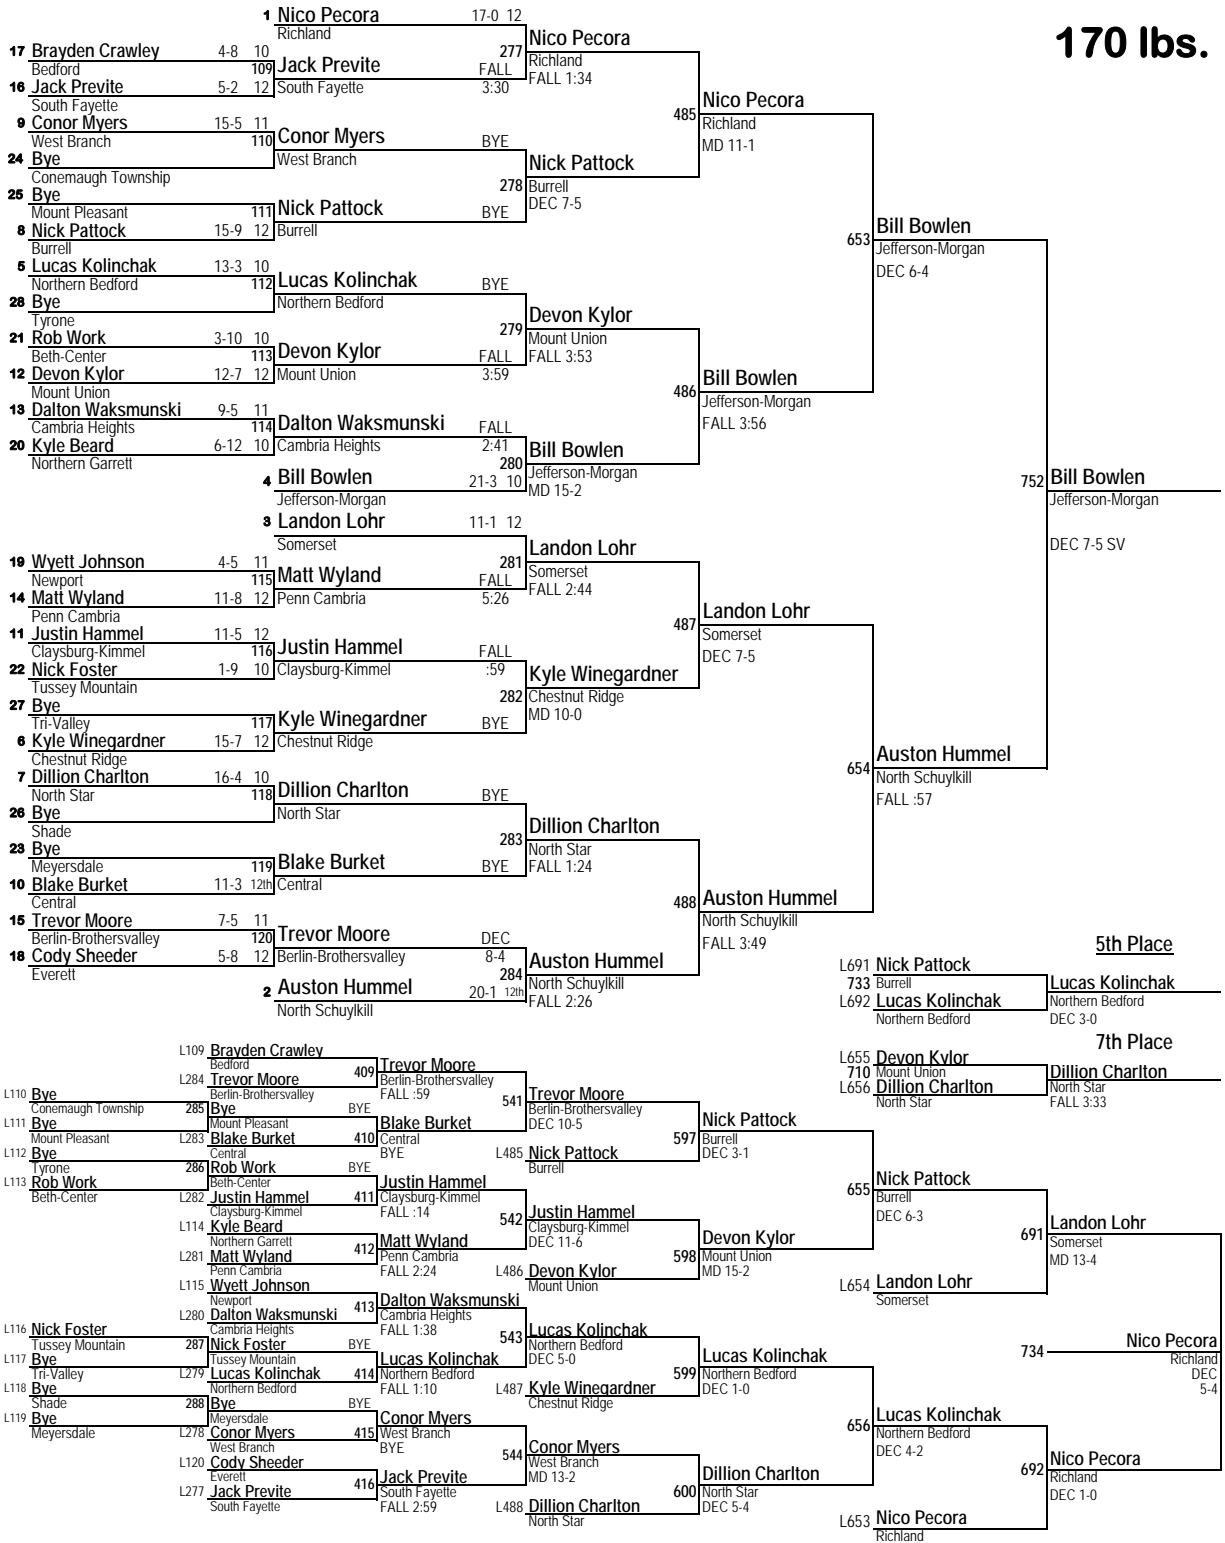 170 lbs.
1 Nico Pecora 17-0 12
Richland
17 Brayden Crawley 4-8 10
Bedford
109 Jack Previte FALL
South Fayette 3:30
16 Jack Previte 5-2 12
South Fayette
277 Nico Pecora
Richland
FALL 1:34
9 Conor Myers 15-5 11
West Branch
110 Conor Myers BYE
West Branch
24 Bye
Conemaugh Township
25 Bye
Mount Pleasant
111 Nick Pattock BYE
Burrell
8 Nick Pattock 15-9 12
Burrell
278 Nick Pattock
Burrell
DEC 7-5
485 Nico Pecora
Richland
MD 11-1
5 Lucas Kolinchak 13-3 10
Northern Bedford
112 Lucas Kolinchak BYE
Northern Bedford
28 Bye
Tyrone
21 Rob Work 3-10 10
Beth-Center
113 Devon Kylor FALL
Mount Union 3:59
12 Devon Kylor 12-7 12
Mount Union
279 Devon Kylor
Mount Union
FALL 3:53
13 Dalton Waksmunski 9-5 11
Cambria Heights
114 Dalton Waksmunski FALL
Cambria Heights 2:41
20 Kyle Beard 6-12 10
Northern Garrett
4 Bill Bowlen 21-3 10
Jefferson-Morgan
280 Bill Bowlen
Jefferson-Morgan
MD 15-2
486 Bill Bowlen
Jefferson-Morgan
FALL 3:56
653 Bill Bowlen
Jefferson-Morgan
DEC 6-4
752 Bill Bowlen
Jefferson-Morgan
DEC 7-5 SV
3 Landon Lohr 11-1 12
Somerset
19 Wyett Johnson 4-5 11
Newport
115 Matt Wyland FALL
Penn Cambria 5:26
14 Matt Wyland 11-8 12
Penn Cambria
281 Landon Lohr
Somerset
FALL 2:44
11 Justin Hammel 11-5 12
Claysburg-Kimmel
116 Justin Hammel FALL
Claysburg-Kimmel :59
22 Nick Foster 1-9 10
Tussey Mountain
27 Bye
Tri-Valley
117 Kyle Winegardner BYE
Chestnut Ridge
6 Kyle Winegardner 15-7 12
Chestnut Ridge
282 Kyle Winegardner
Chestnut Ridge
MD 10-0
487 Landon Lohr
Somerset
DEC 7-5
7 Dillion Charlton 16-4 10
North Star
118 Dillion Charlton BYE
North Star
26 Bye
Shade
23 Bye
Meyersdale
119 Blake Burket BYE
Central
10 Blake Burket 11-3 12th
Central
283 Dillion Charlton
North Star
FALL 1:24
15 Trevor Moore 7-5 11
Berlin-Brothersvalley
120 Trevor Moore DEC
Berlin-Brothersvalley 8-4
18 Cody Sheeder 5-8 12
Everett
2 Auston Hummel 20-1 12th
North Schuylkill
284 Auston Hummel
North Schuylkill
FALL 2:26
488 Auston Hummel
North Schuylkill
FALL 3:49
654 Auston Hummel
North Schuylkill
FALL :57
5th Place
L691 Nick Pattock
733 Burrell
L692 Lucas Kolinchak
Northern Bedford
Lucas Kolinchak
Northern Bedford
DEC 3-0
7th Place
L655 Devon Kylor
710 Mount Union
L656 Dillion Charlton
North Star
Dillion Charlton
North Star
FALL 3:33
L109 Brayden Crawley
Bedford
L284 Trevor Moore
Berlin-Brothersvalley
409 Trevor Moore
Berlin-Brothersvalley
FALL :59
L110 Bye
Conemaugh Township
L111 Bye
Mount Pleasant
285 Bye BYE
Mount Pleasant
L283 Blake Burket
Central
410 Blake Burket
Central
BYE
541 Trevor Moore
Berlin-Brothersvalley
DEC 10-5
L485 Nick Pattock
Burrell
597 Nick Pattock
Burrell
DEC 3-1
L112 Bye
Tyrone
L113 Rob Work
Beth-Center
286 Rob Work BYE
Beth-Center
L282 Justin Hammel
Claysburg-Kimmel
411 Justin Hammel
Claysburg-Kimmel
FALL :14
L114 Kyle Beard
Northern Garrett
L281 Matt Wyland
Penn Cambria
412 Matt Wyland
Penn Cambria
FALL 2:24
542 Justin Hammel
Claysburg-Kimmel
DEC 11-6
L486 Devon Kylor
Mount Union
598 Devon Kylor
Mount Union
MD 15-2
655 Nick Pattock
Burrell
DEC 6-3
L654 Landon Lohr
Somerset
691 Landon Lohr
Somerset
MD 13-4
L115 Wyett Johnson
Newport
L280 Dalton Waksmunski
Cambria Heights
413 Dalton Waksmunski
Cambria Heights
FALL 1:38
L116 Nick Foster
Tussey Mountain
L117 Bye
Tri-Valley
287 Nick Foster BYE
Tussey Mountain
L279 Lucas Kolinchak
Northern Bedford
414 Lucas Kolinchak
Northern Bedford
FALL 1:10
543 Lucas Kolinchak
Northern Bedford
DEC 5-0
L487 Kyle Winegardner
Chestnut Ridge
599 Lucas Kolinchak
Northern Bedford
DEC 1-0
L118 Bye
Shade
L119 Bye
Meyersdale
288 Bye BYE
Meyersdale
L278 Conor Myers
West Branch
415 Conor Myers
West Branch
BYE
L120 Cody Sheeder
Everett
L277 Jack Previte
South Fayette
416 Jack Previte
South Fayette
FALL 2:59
544 Conor Myers
West Branch
MD 13-2
L488 Dillion Charlton
North Star
600 Dillion Charlton
North Star
DEC 5-4
656 Lucas Kolinchak
Northern Bedford
DEC 4-2
L653 Nico Pecora
Richland
692 Nico Pecora
Richland
DEC 1-0
734 Nico Pecora
Richland
DEC
5-4